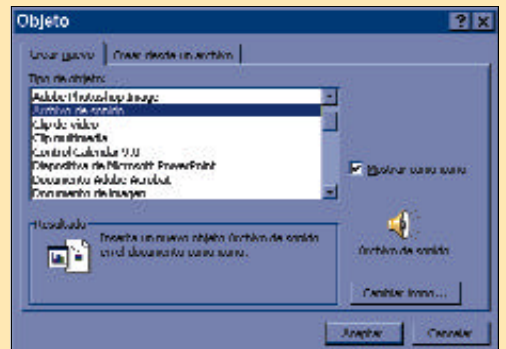 Objeto
Crear nuevo
Crear desde un archivo
Tipo de objeto:
Adobe Photoshop Image
Archivo de sonido
Clip de vídeo
Clip multimedia
Control Calendar 9.0
Diapositiva de Microsoft PowerPoint
Documento Adobe Acrobat
Documento de imagen
Mostrar como icono
Resultado
Inserta un nuevo objeto Archivo de sonido
en el documento como icono.
Archivo de sonido
Cambiar icono...
Aceptar
Cancelar